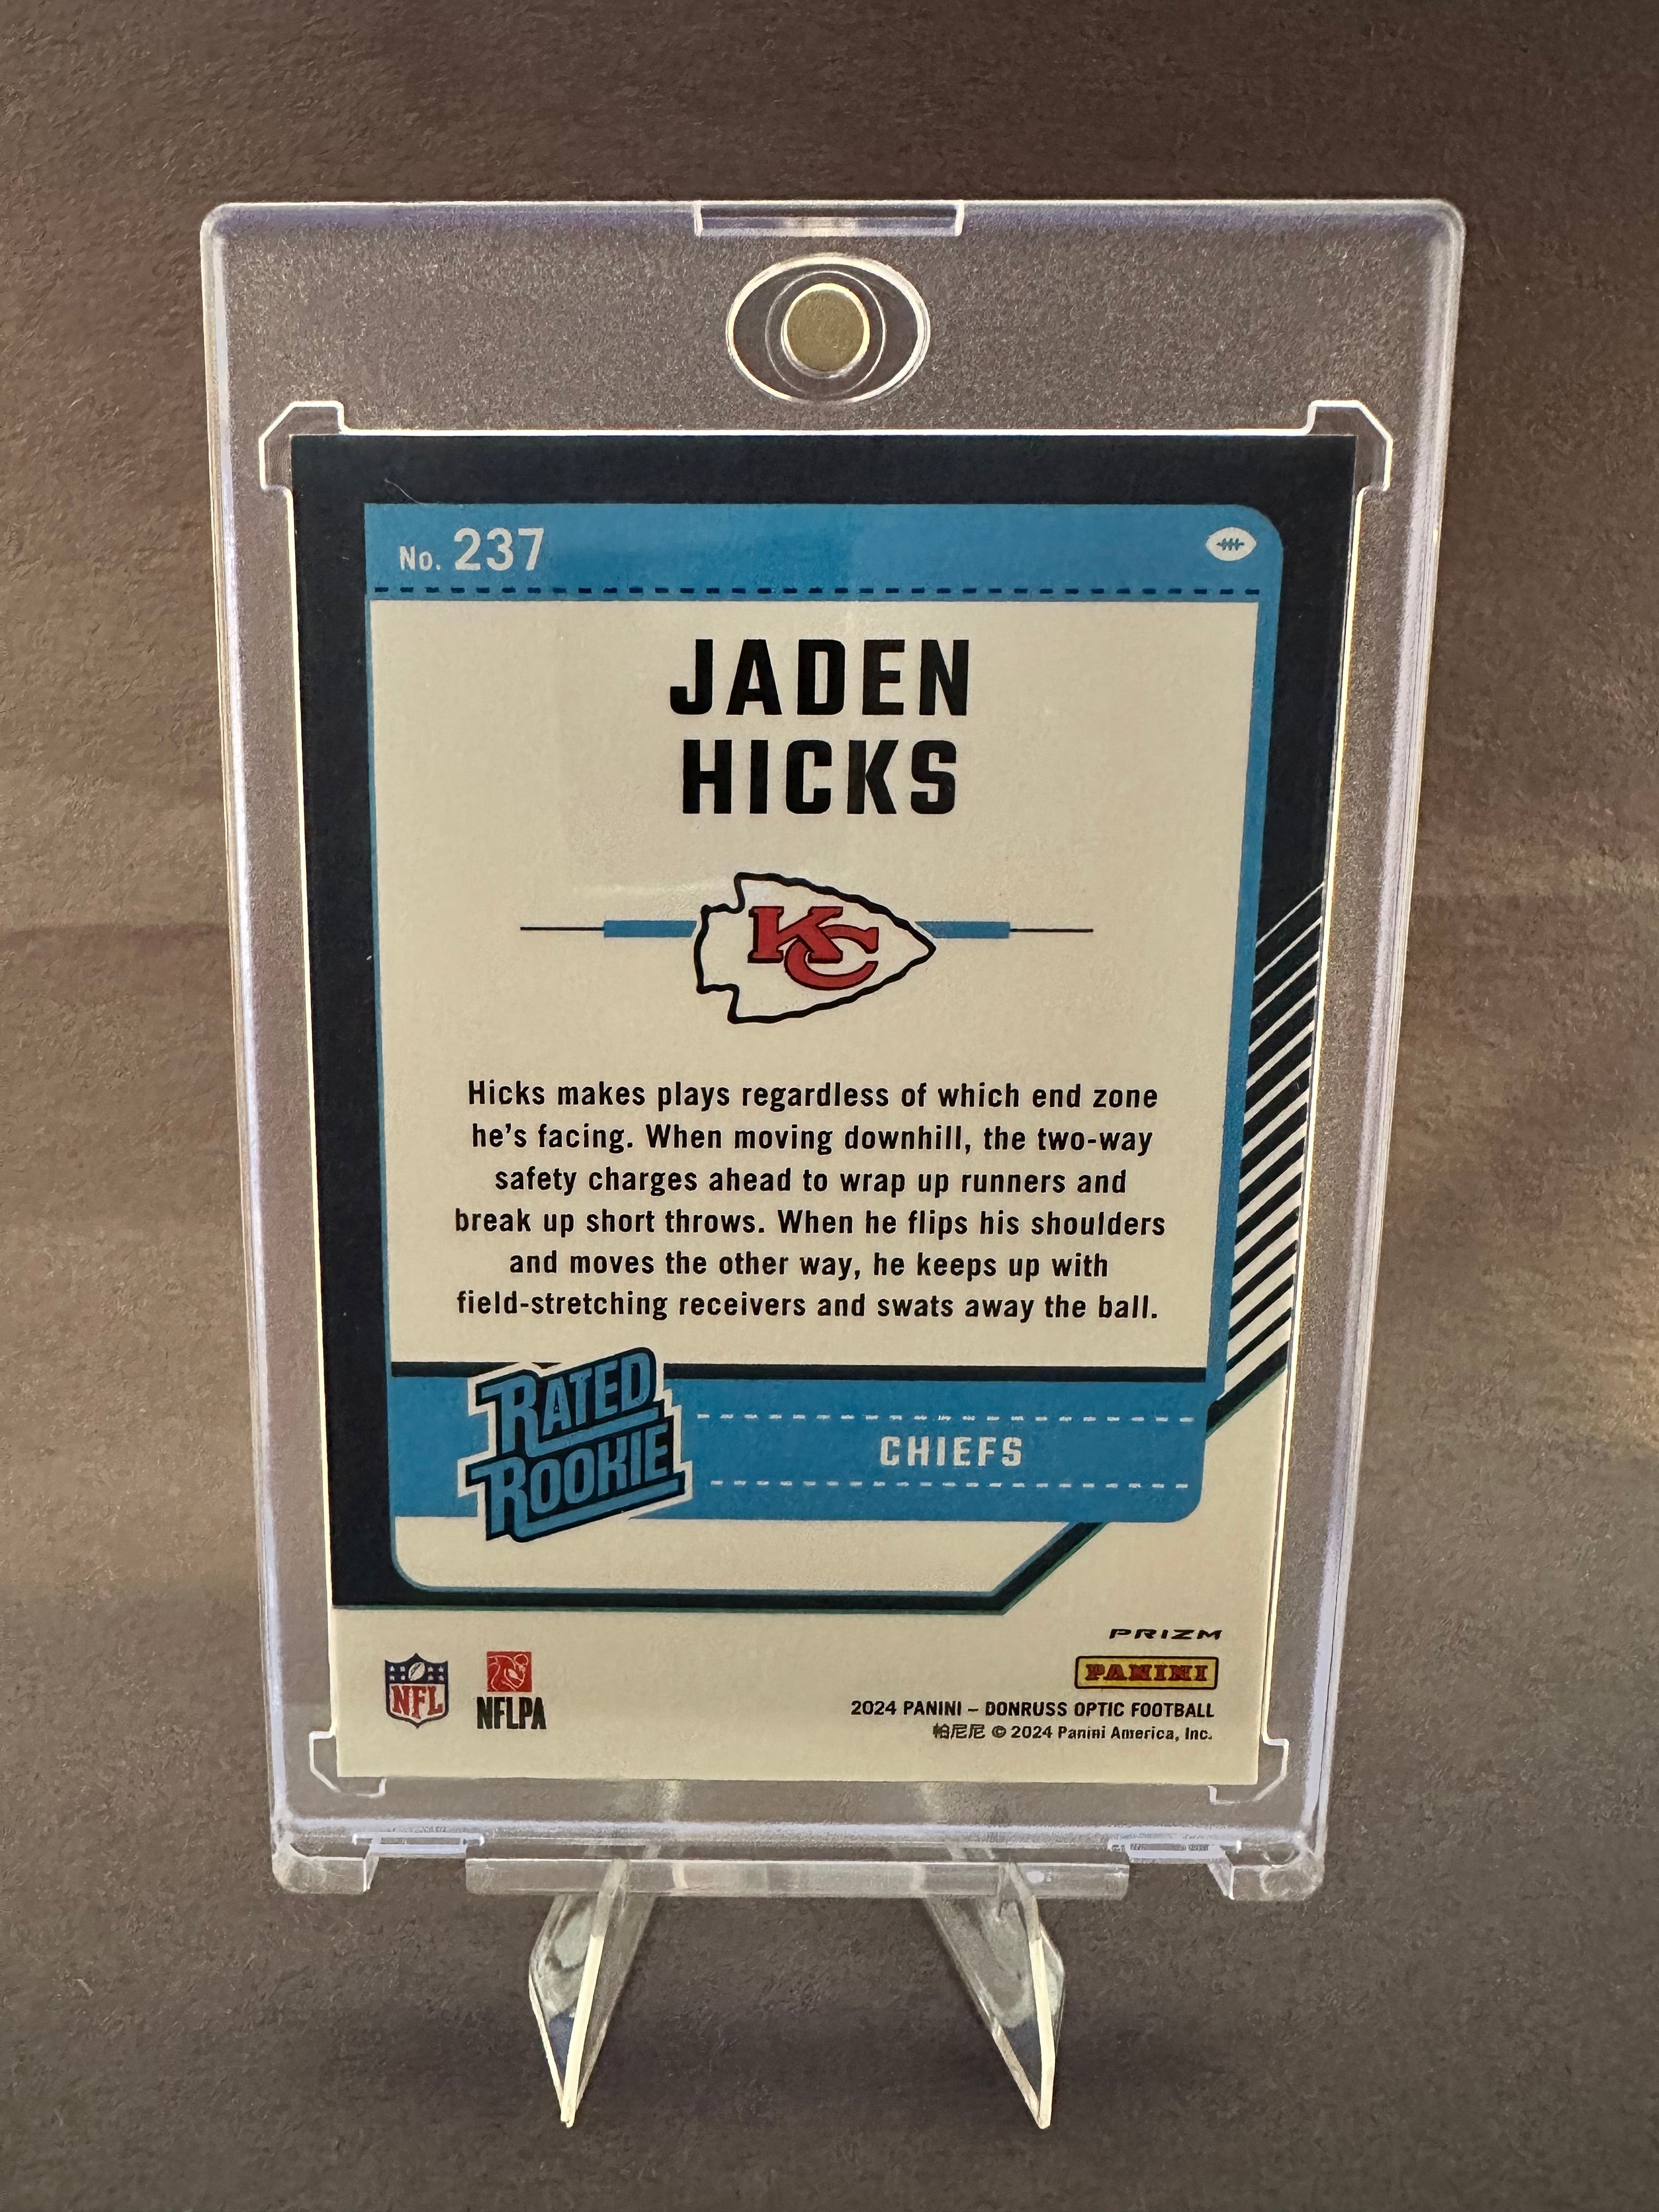 No. 237
JADEN
HICKS
KC
Hicks makes plays regardless of which end zone
he's facing. When moving downhill, the two-way
safety charges ahead to wrap up runners and
break up short throws. When he flips his shoulders
and moves the other way, he keeps up with
field-stretching receivers and swats away the ball.
RATED
ROOKIE
CHIEFS
PRIZM
NFL
NFLPA
PANINI
2024 PANINI – DONRUSS OPTIC FOOTBALL
帕尼尼 © 2024 Panini America, Inc.